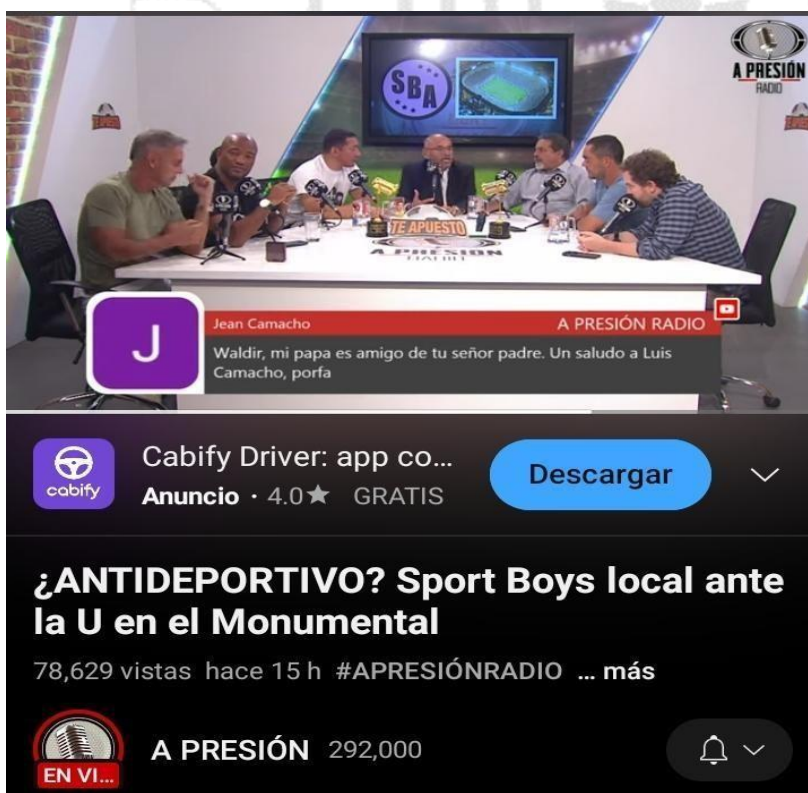 A PRESIÓN
RADIO
SBA
TE APUESTO
A PRESIÓN
Jean Camacho
A PRESIÓN RADIO
J
Waldir, mi papa es amigo de tu señor padre. Un saludo a Luis
Camacho, porfa
cabify
Cabify Driver: app co...
Anuncio · 4.0★ GRATIS
Descargar
¿ANTIDEPORTIVO? Sport Boys local ante
la U en el Monumental
78,629 vistas hace 15 h #APRESIÓNRADIO ... más
A PRESIÓN 292,000
EN VI...